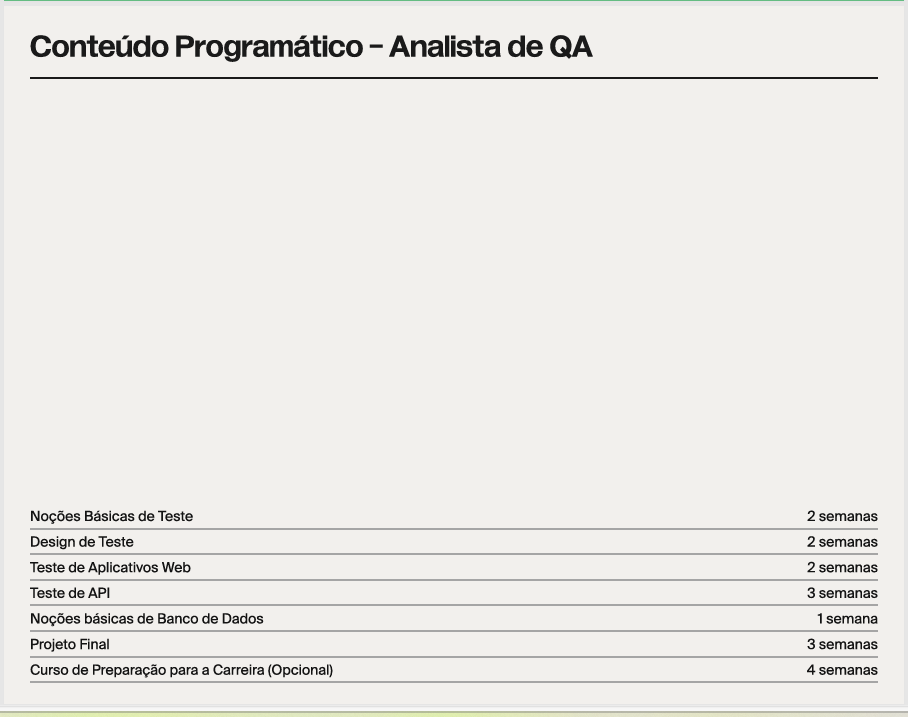 Conteúdo Programático – Analista de QA
Noções Básicas de Teste 2 semanas
Design de Teste 2 semanas
Teste de Aplicativos Web 2 semanas
Teste de API 3 semanas
Noções básicas de Banco de Dados 1 semana
Projeto Final 3 semanas
Curso de Preparação para a Carreira (Opcional) 4 semanas